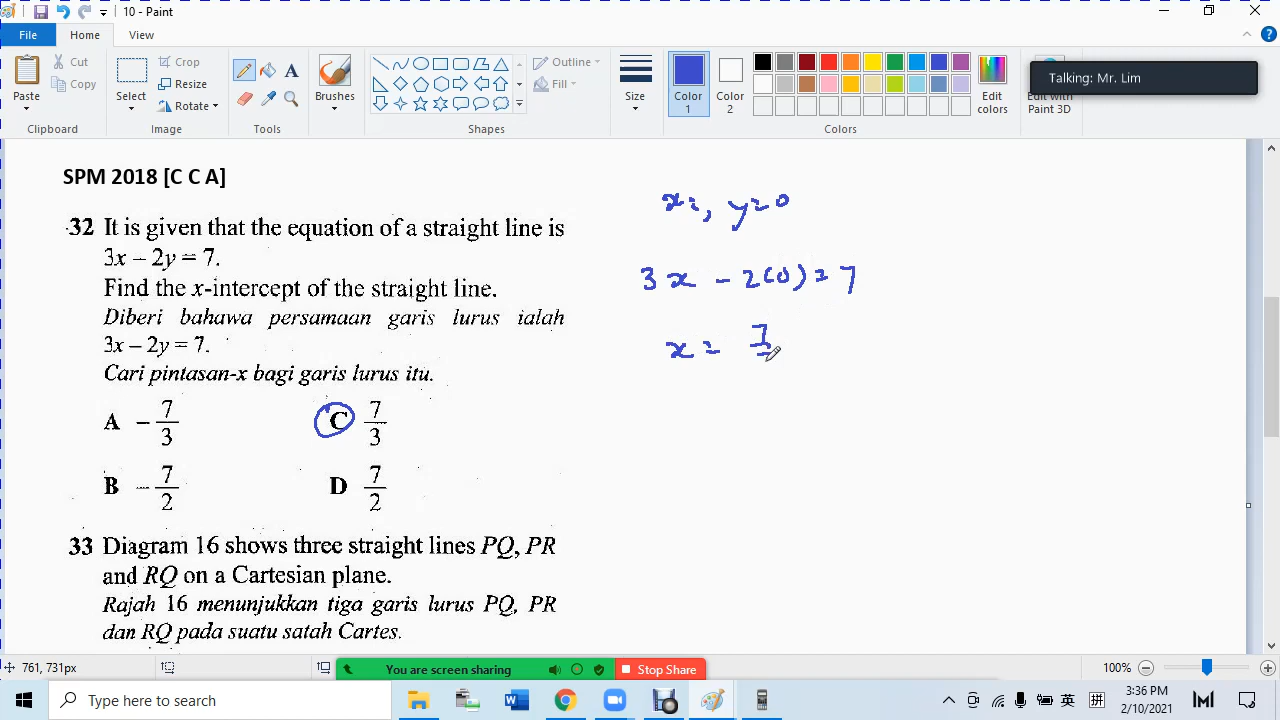 10 - Paint
File Home View
Cut
Copy
Paste
Clipboard
Select
Crop
Resize
Rotate
Image
Tools
Brushes
Shapes
Outline
Fill
Size
Color 1
Color 2
Colors
Edit colors
Edit with Paint 3D
Talking: Mr. Lim
SPM 2018 [C C A]
32 It is given that the equation of a straight line is
3x – 2y = 7.
Find the x-intercept of the straight line.
Diberi bahawa persamaan garis lurus ialah
3x – 2y = 7.
Cari pintasan-x bagi garis lurus itu.
A – 7/3 C 7/3
B – 7/2 D 7/2
33 Diagram 16 shows three straight lines PQ, PR
and RQ on a Cartesian plane.
Rajah 16 menunjukkan tiga garis lurus PQ, PR
dan RQ pada suatu satah Cartes.
x=, y=0
3x - 2(0) = 7
x = 7
761, 731px
You are screen sharing
Stop Share
100%
Type here to search
英 拼
3:36 PM
2/10/2021